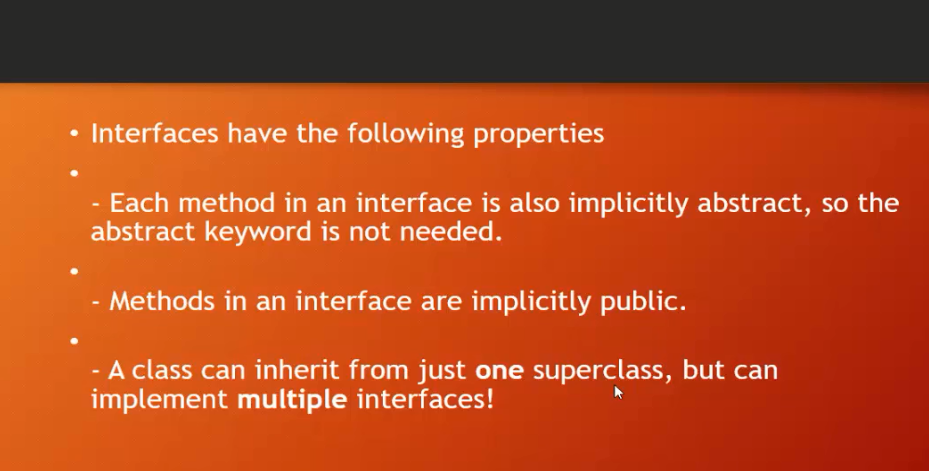 • Interfaces have the following properties
•
- Each method in an interface is also implicitly abstract, so the
abstract keyword is not needed.
•
- Methods in an interface are implicitly public.
•
- A class can inherit from just one superclass, but can
implement multiple interfaces!